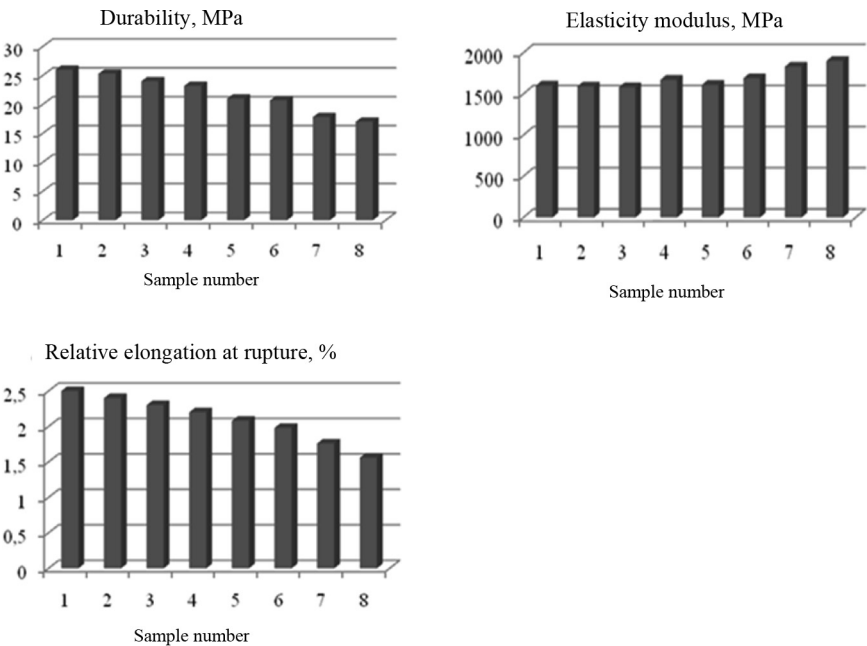 Durability, MPa
30
25
20
15
10
5
0
1 2 3 4 5 6 7 8
Sample number
Elasticity modulus, MPa
2000
1500
1000
500
0
1 2 3 4 5 6 7 8
Sample number
Relative elongation at rupture, %
2,5
2
1,5
1
0,5
0
1 2 3 4 5 6 7 8
Sample number